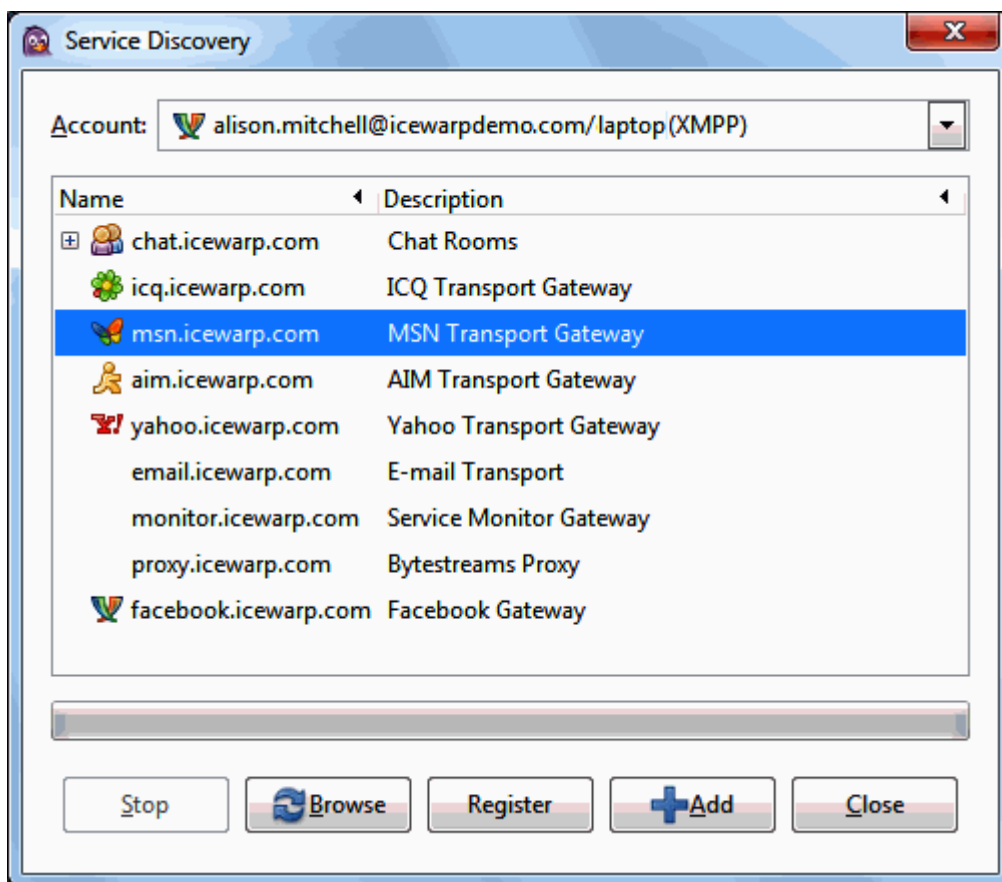 Service Discovery
Account: alison.mitchell@icewarpdemo.com/laptop(XMPP)
Name Description
chat.icewarp.com Chat Rooms
icq.icewarp.com ICQ Transport Gateway
msn.icewarp.com MSN Transport Gateway
aim.icewarp.com AIM Transport Gateway
yahoo.icewarp.com Yahoo Transport Gateway
email.icewarp.com E-mail Transport
monitor.icewarp.com Service Monitor Gateway
proxy.icewarp.com Bytestreams Proxy
facebook.icewarp.com Facebook Gateway
Stop Browse Register Add Close